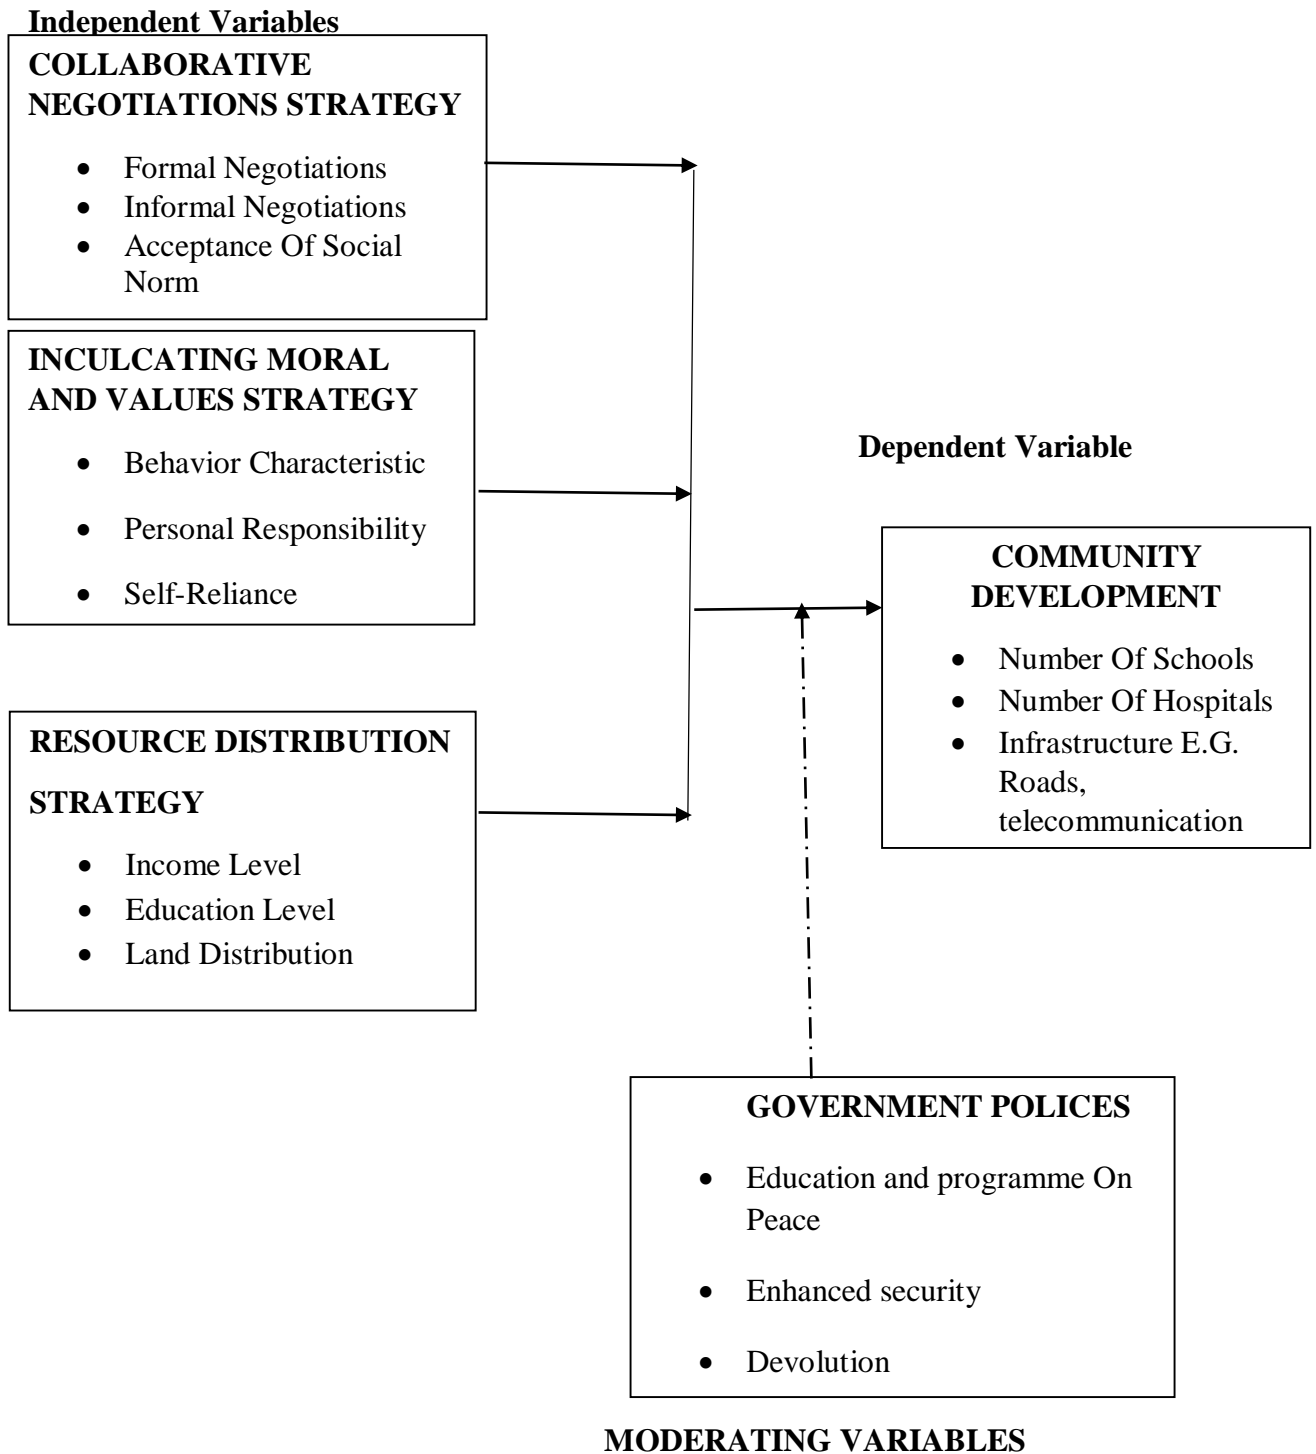 Independent Variables
COLLABORATIVE
NEGOTIATIONS STRATEGY
• Formal Negotiations
• Informal Negotiations
• Acceptance Of Social
Norm
INCULCATING MORAL
AND VALUES STRATEGY
• Behavior Characteristic
• Personal Responsibility
• Self-Reliance
RESOURCE DISTRIBUTION
STRATEGY
• Income Level
• Education Level
• Land Distribution
Dependent Variable
COMMUNITY
DEVELOPMENT
• Number Of Schools
• Number Of Hospitals
• Infrastructure E.G.
Roads,
telecommunication
GOVERNMENT POLICES
• Education and programme On
Peace
• Enhanced security
• Devolution
MODERATING VARIABLES